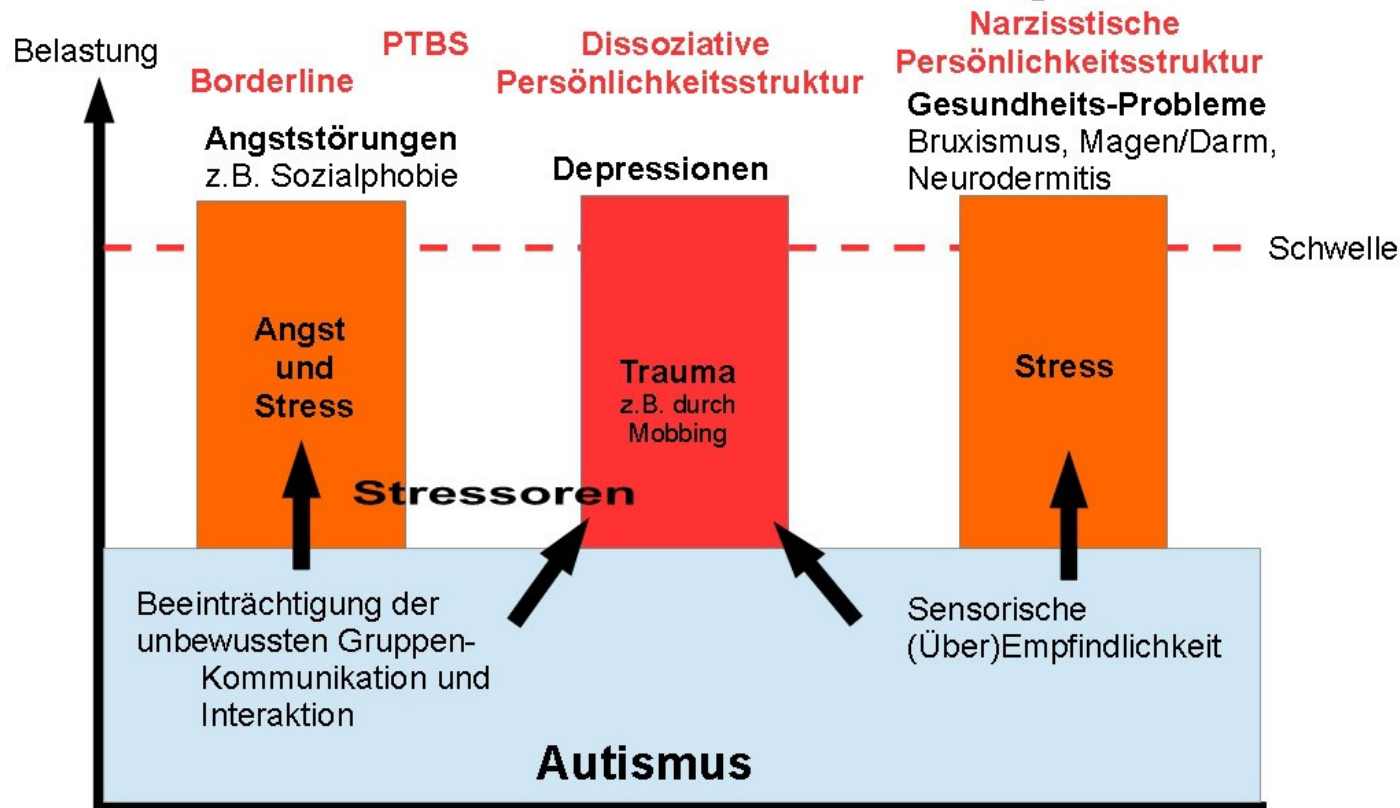 Belastung
PTBS
Borderline
Dissoziative
Persönlichkeitsstruktur
Narzisstische
Persönlichkeitsstruktur
Angststörungen
z.B. Sozialphobie
Depressionen
Gesundheits-Probleme
Bruxismus, Magen/Darm,
Neurodermitis
Schwelle
Angst
und
Stress
Trauma
z.B. durch
Mobbing
Stress
Stressoren
Beeinträchtigung der
unbewussten Gruppen-
Kommunikation und
Interaktion
Sensorische
(Über)Empfindlichkeit
Autismus